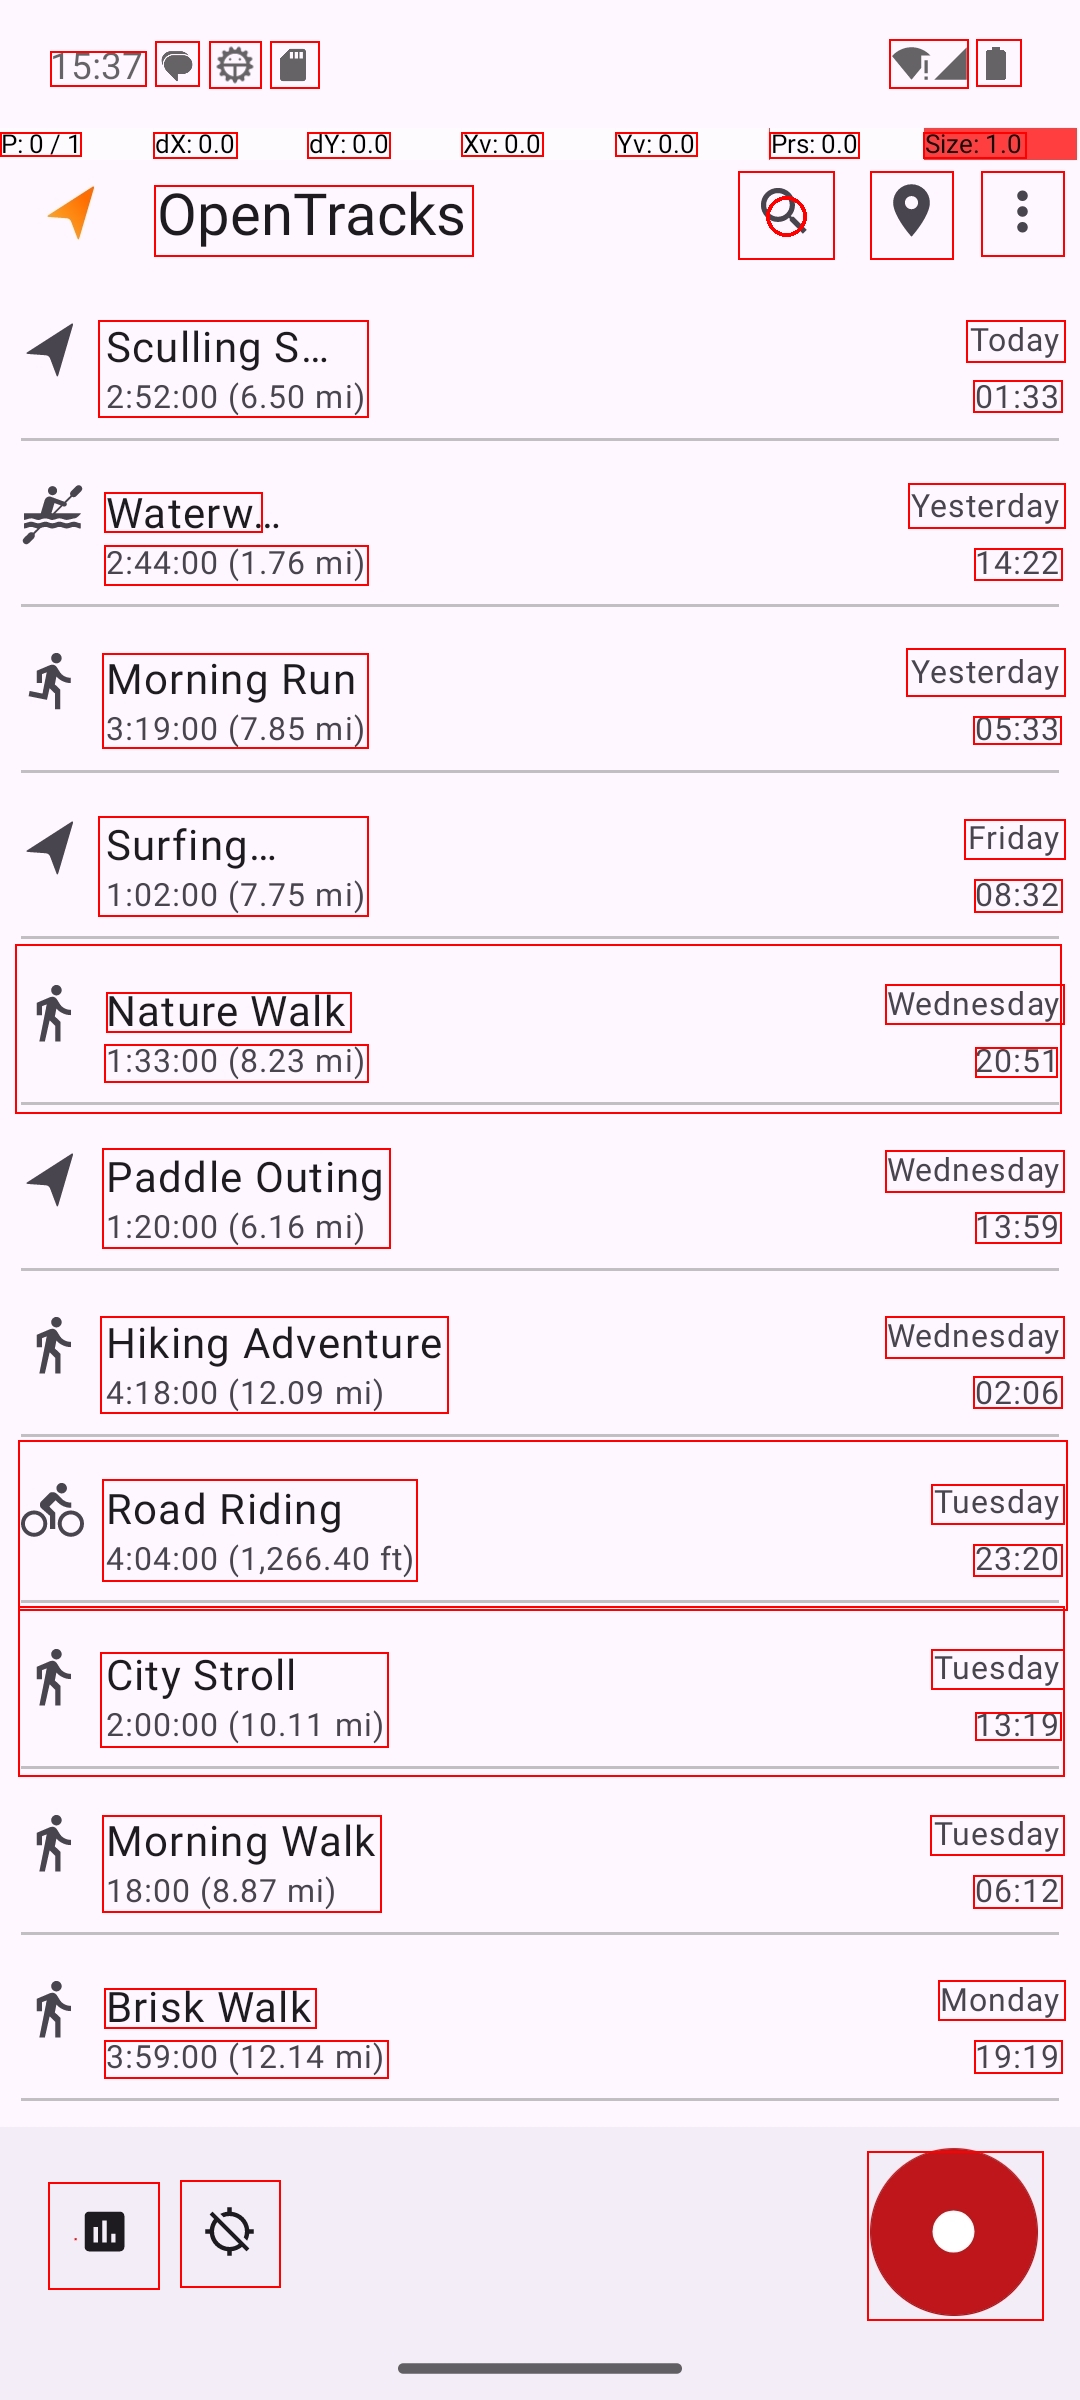 15:37
P: 0 / 1 dX: 0.0 dY: 0.0 Xv: 0.0 Yv: 0.0 Prs: 0.0 Size: 1.0
OpenTracks
Sculling S… Today
2:52:00 (6.50 mi) 01:33
Waterw… Yesterday
2:44:00 (1.76 mi) 14:22
Morning Run Yesterday
3:19:00 (7.85 mi) 05:33
Surfing… Friday
1:02:00 (7.75 mi) 08:32
Nature Walk Wednesday
1:33:00 (8.23 mi) 20:51
Paddle Outing Wednesday
1:20:00 (6.16 mi) 13:59
Hiking Adventure Wednesday
4:18:00 (12.09 mi) 02:06
Road Riding Tuesday
4:04:00 (1,266.40 ft) 23:20
City Stroll Tuesday
2:00:00 (10.11 mi) 13:19
Morning Walk Tuesday
18:00 (8.87 mi) 06:12
Brisk Walk Monday
3:59:00 (12.14 mi) 19:19